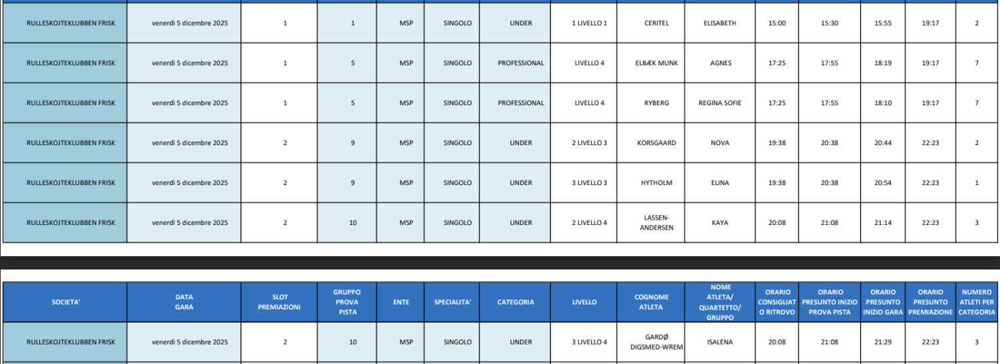 RULLESKOJTEKLUBBEN FRISK venerdì 5 dicembre 2025 1 1 MSP SINGOLO UNDER 1 LIVELLO 1 CERITEL ELISABETH 15:00 15:30 15:55 19:17 2
RULLESKOJTEKLUBBEN FRISK venerdì 5 dicembre 2025 1 5 MSP SINGOLO PROFESSIONAL LIVELLO 4 ELBÆK MUNK AGNES 17:25 17:55 18:19 19:17 7
RULLESKOJTEKLUBBEN FRISK venerdì 5 dicembre 2025 1 5 MSP SINGOLO PROFESSIONAL LIVELLO 4 RYBERG REGINA SOFIE 17:25 17:55 18:10 19:17 7
RULLESKOJTEKLUBBEN FRISK venerdì 5 dicembre 2025 2 9 MSP SINGOLO UNDER 2 LIVELLO 3 KORSGAARD NOVA 19:38 20:38 20:44 22:23 2
RULLESKOJTEKLUBBEN FRISK venerdì 5 dicembre 2025 2 9 MSP SINGOLO UNDER 3 LIVELLO 3 HYTHOLM ELINA 19:38 20:38 20:54 22:23 1
RULLESKOJTEKLUBBEN FRISK venerdì 5 dicembre 2025 2 10 MSP SINGOLO UNDER 2 LIVELLO 4 LASSEN-
ANDERSEN KAYA 20:08 21:08 21:14 22:23 3
SOCIETA'
DATA
GARA
SLOT
PREMIAZIONI
GRUPPO
PROVA
PISTA
ENTE
SPECIALITA'
CATEGORIA
LIVELLO
COGNOME
ATLETA
NOME
ATLETA/
QUARTETTO/
GRUPPO
ORARIO
CONSIGLIAT
O RITROVO
ORARIO
PRESUNTO INIZIO
PROVA PISTA
ORARIO
PRESUNTO
INIZIO GARA
ORARIO
PRESUNTO
PREMIAZIONE
NUMERO
ATLETI PER
CATEGORIA
RULLESKOJTEKLUBBEN FRISK venerdì 5 dicembre 2025 2 10 MSP SINGOLO UNDER 3 LIVELLO 4 GARDØ
DIGSMED-WREM ISALENA 20:08 21:08 21:29 22:23 3